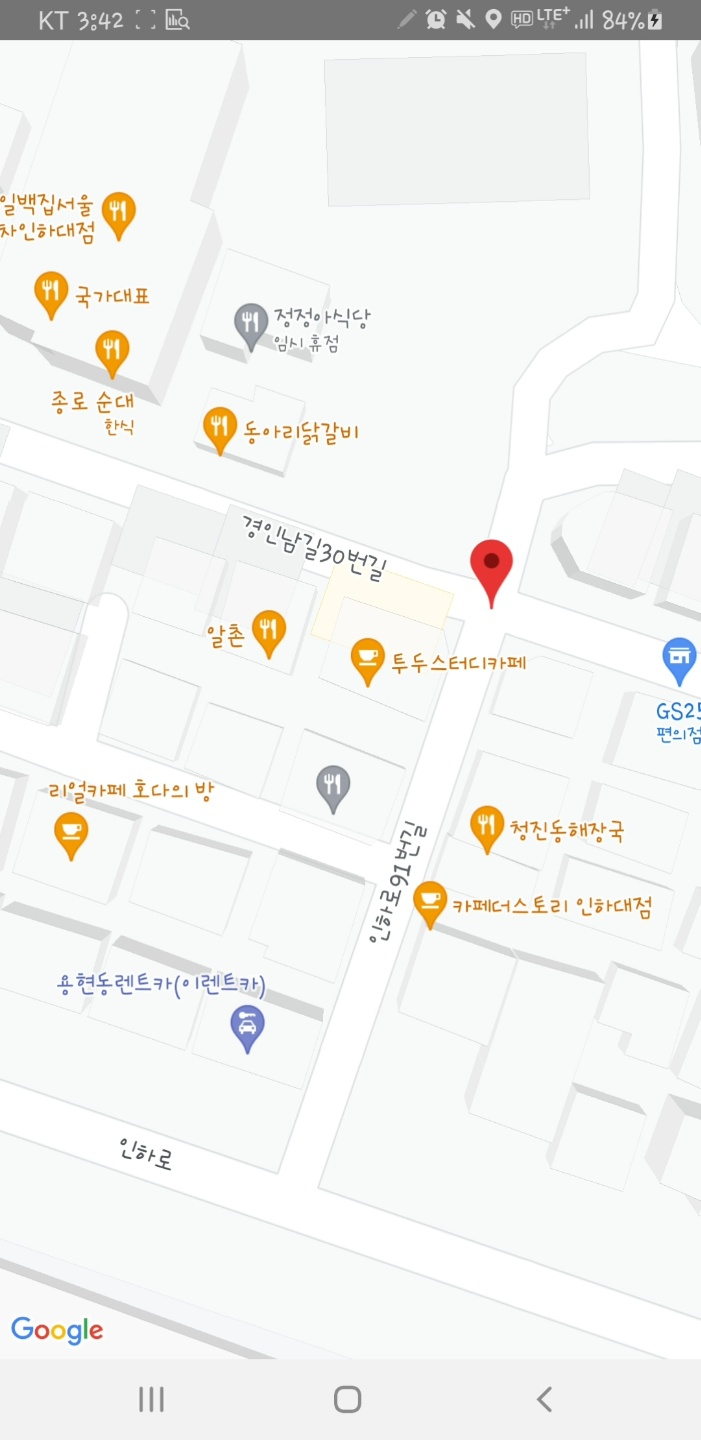 KT 3:42
HD LTE+ 84%
일백집서울
차인하대점
국가대표
정정아식당
임시 휴점
종로 순대
한식
동아리닭갈비
경인남길30번길
알촌
투두스터디카페
GS25
편의점
리얼카페 호다의 방
청진동해장국
인하로91번길
카페더스토리 인하대점
용현동렌트카(이렌트카)
인하로
Google